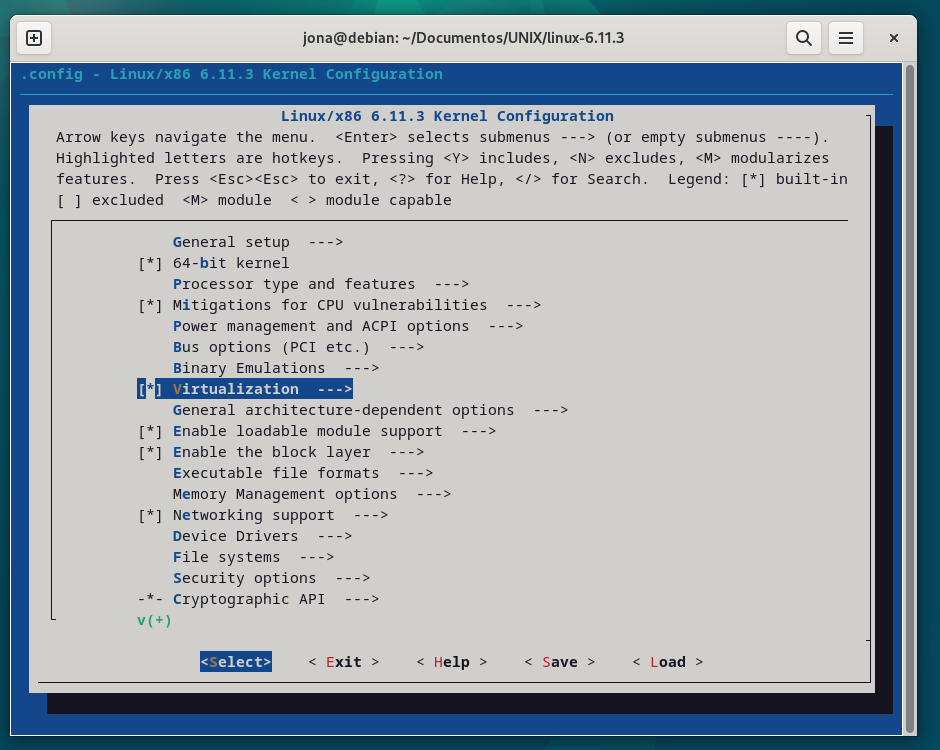 jona@debian: ~/Documentos/UNIX/linux-6.11.3
.config - Linux/x86 6.11.3 Kernel Configuration
Linux/x86 6.11.3 Kernel Configuration
Arrow keys navigate the menu.  <Enter> selects submenus ---> (or empty submenus ----).
Highlighted letters are hotkeys.  Pressing <Y> includes, <N> excludes, <M> modularizes
features.  Press <Esc><Esc> to exit, <?> for Help, </> for Search.  Legend: [*] built-in
[ ] excluded  <M> module  < > module capable
General setup  --->
[*] 64-bit kernel
Processor type and features  --->
[*] Mitigations for CPU vulnerabilities  --->
Power management and ACPI options  --->
Bus options (PCI etc.)  --->
Binary Emulations  --->
[*] Virtualization  --->
General architecture-dependent options  --->
[*] Enable loadable module support  --->
[*] Enable the block layer  --->
Executable file formats  --->
Memory Management options  --->
[*] Networking support  --->
Device Drivers  --->
File systems  --->
Security options  --->
-*- Cryptographic API  --->
v(+)
<Select>    < Exit >    < Help >    < Save >    < Load >